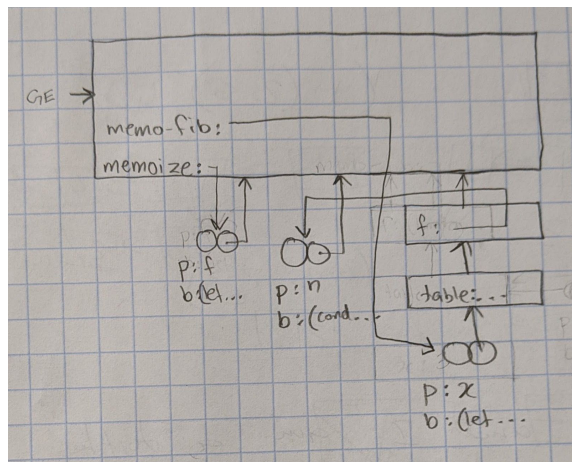 GE
memo-fib:
memoize:
f:
p: f
b:(let...
p: n
b:(cond...
table:...
p: x
b:(let...